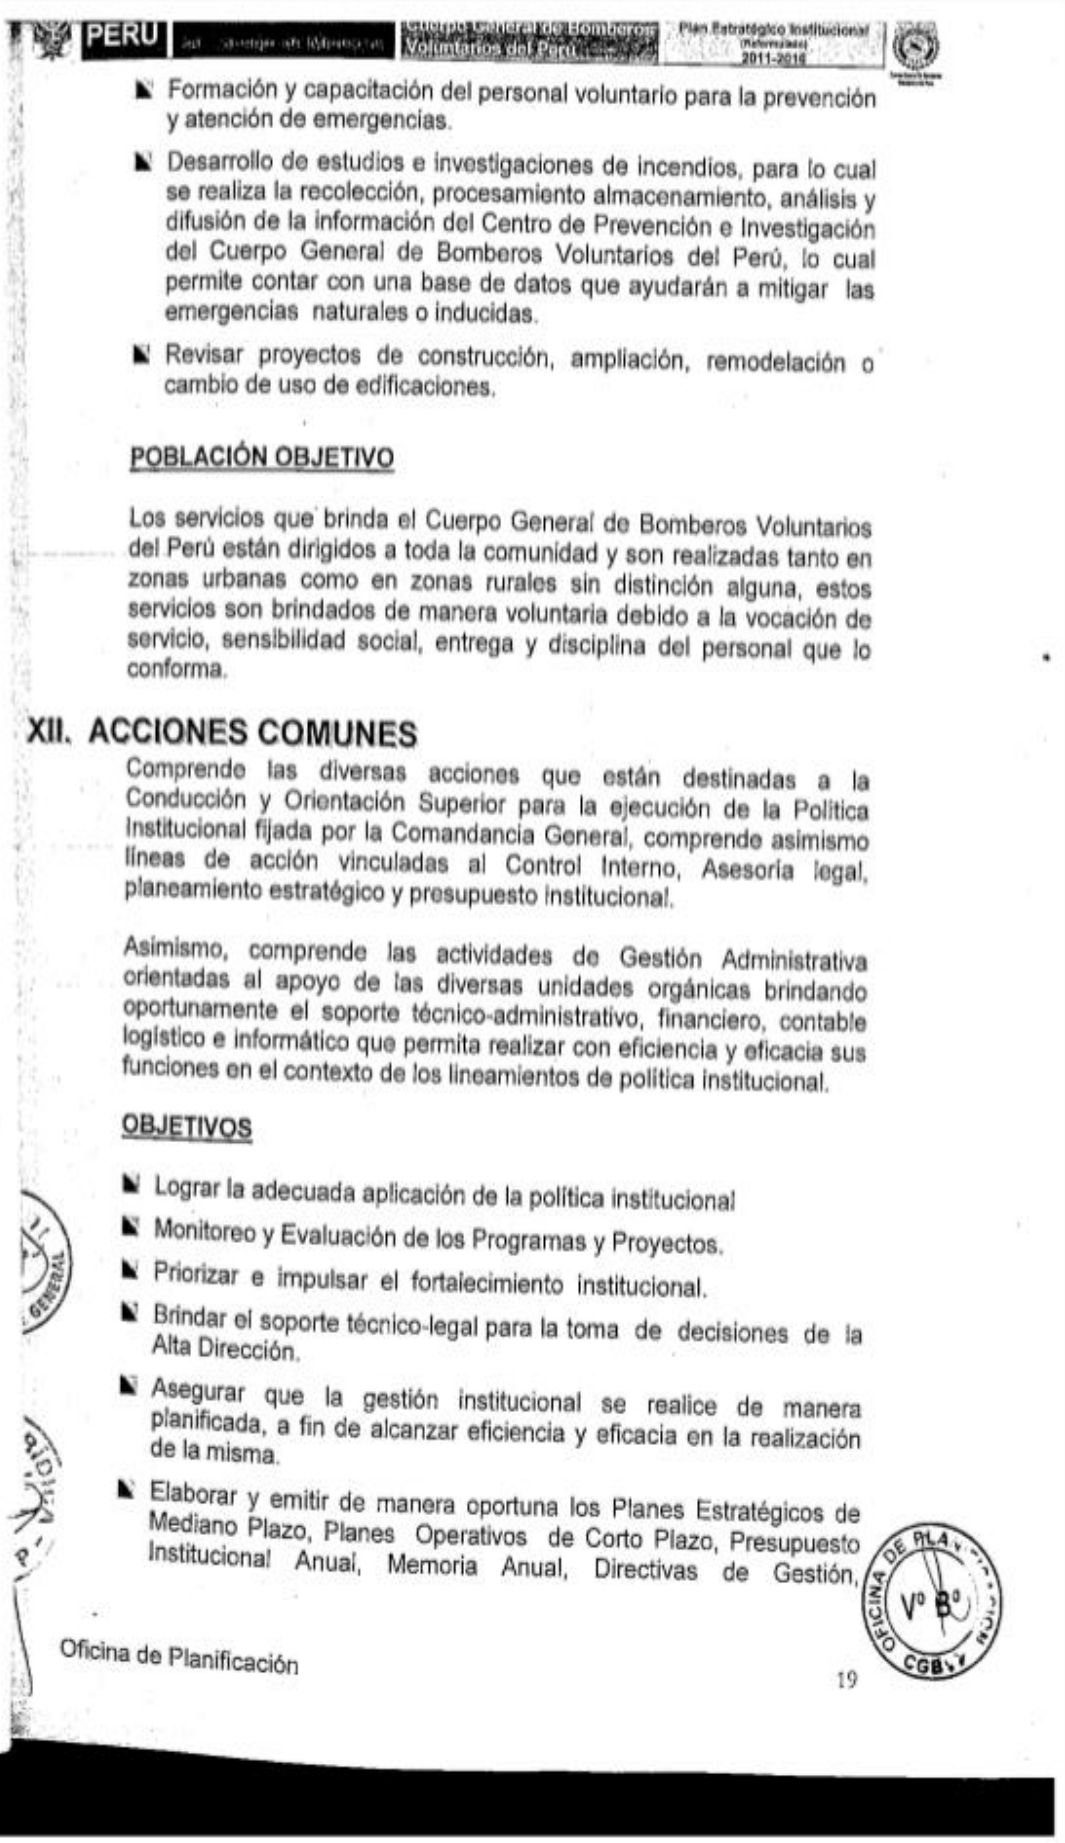 PERÚ
Cuerpo General de Bomberos
Voluntarios del Perú
Plan Estratégico Institucional
(Reformulado)
2011-2016
Formación y capacitación del personal voluntario para la prevención
y atención de emergencias.
Desarrollo de estudios e investigaciones de incendios, para lo cual
se realiza la recolección, procesamiento almacenamiento, análisis y
difusión de la información del Centro de Prevención e Investigación
del Cuerpo General de Bomberos Voluntarios del Perú, lo cual
permite contar con una base de datos que ayudarán a mitigar las
emergencias naturales o inducidas.
Revisar proyectos de construcción, ampliación, remodelación o
cambio de uso de edificaciones.
POBLACIÓN OBJETIVO
Los servicios que brinda el Cuerpo General de Bomberos Voluntarios
del Perú están dirigidos a toda la comunidad y son realizadas tanto en
zonas urbanas como en zonas rurales sin distinción alguna, estos
servicios son brindados de manera voluntaria debido a la vocación de
servicio, sensibilidad social, entrega y disciplina del personal que lo
conforma.
XII. ACCIONES COMUNES
Comprende las diversas acciones que están destinadas a la
Conducción y Orientación Superior para la ejecución de la Política
Institucional fijada por la Comandancia General, comprende asimismo
líneas de acción vinculadas al Control Interno, Asesoría legal,
planeamiento estratégico y presupuesto institucional.
Asimismo, comprende las actividades de Gestión Administrativa
orientadas al apoyo de las diversas unidades orgánicas brindando
oportunamente el soporte técnico-administrativo, financiero, contable
logístico e informático que permita realizar con eficiencia y eficacia sus
funciones en el contexto de los lineamientos de política institucional.
OBJETIVOS
Lograr la adecuada aplicación de la política institucional
Monitoreo y Evaluación de los Programas y Proyectos.
Priorizar e impulsar el fortalecimiento institucional.
Brindar el soporte técnico-legal para la toma de decisiones de la
Alta Dirección.
Asegurar que la gestión institucional se realice de manera
planificada, a fin de alcanzar eficiencia y eficacia en la realización
de la misma.
Elaborar y emitir de manera oportuna los Planes Estratégicos de
Mediano Plazo, Planes Operativos de Corto Plazo, Presupuesto
Institucional Anual, Memoria Anual, Directivas de Gestión,
GENERAL
OFICINA DE
Vº Bº
Oficina de Planificación
19